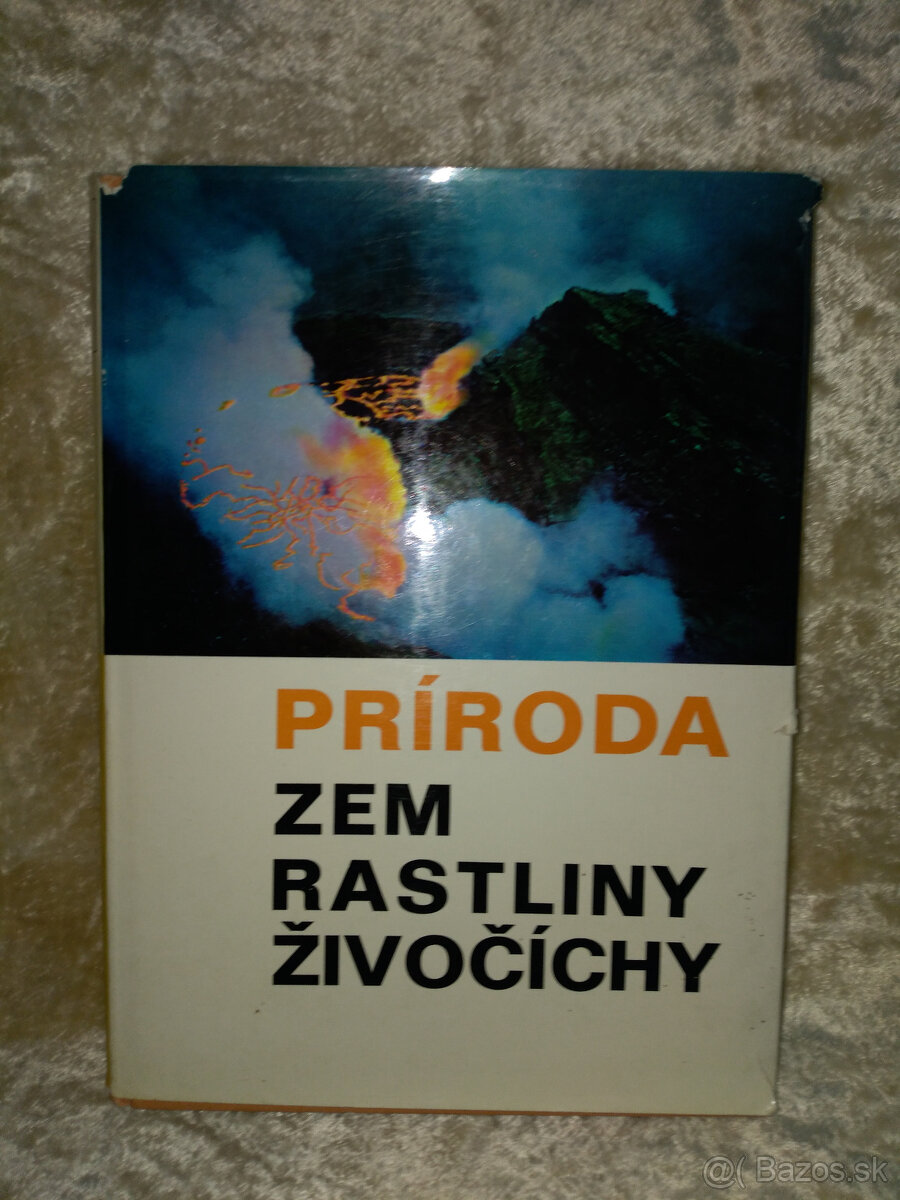 PRÍRODA
ZEM
RASTLINY
ŽIVOČÍCHY
@( Bazos.sk